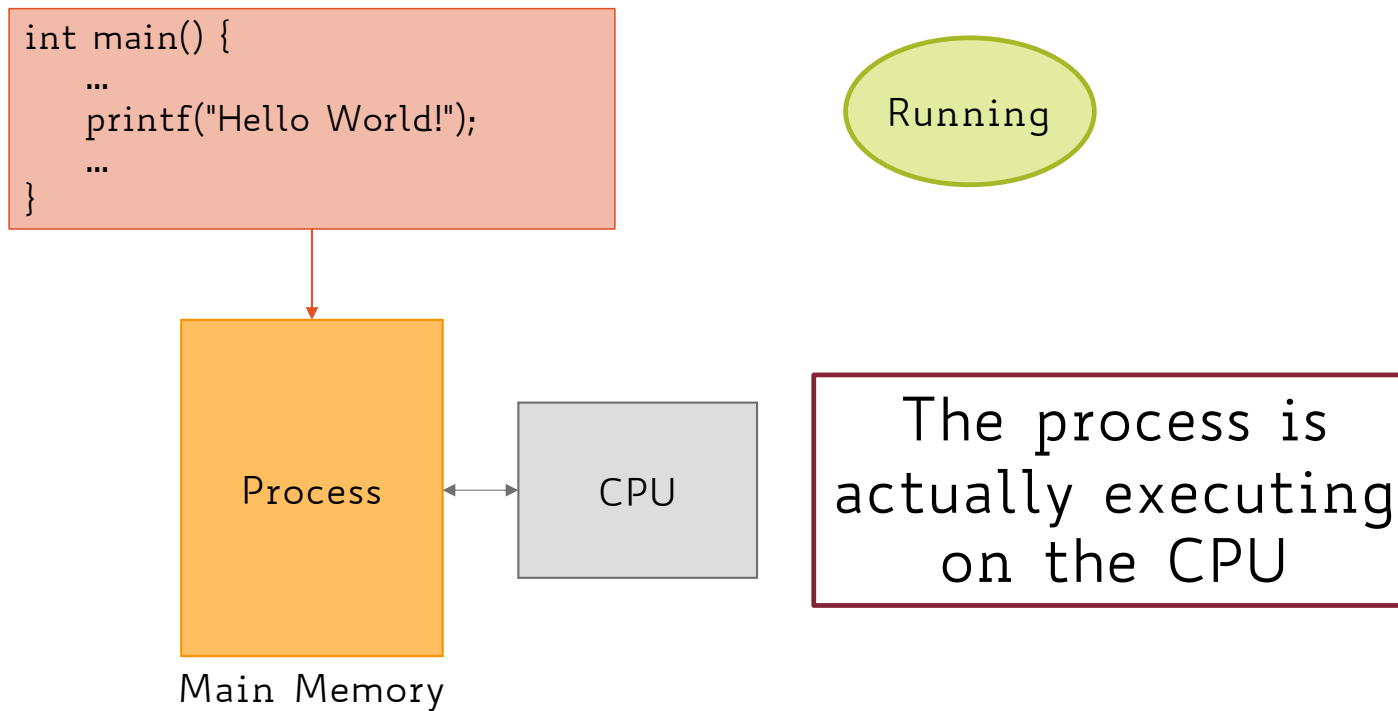 int main() {
…
printf("Hello World!");
…
}
Running
Process
CPU
The process is
actually executing
on the CPU
Main Memory